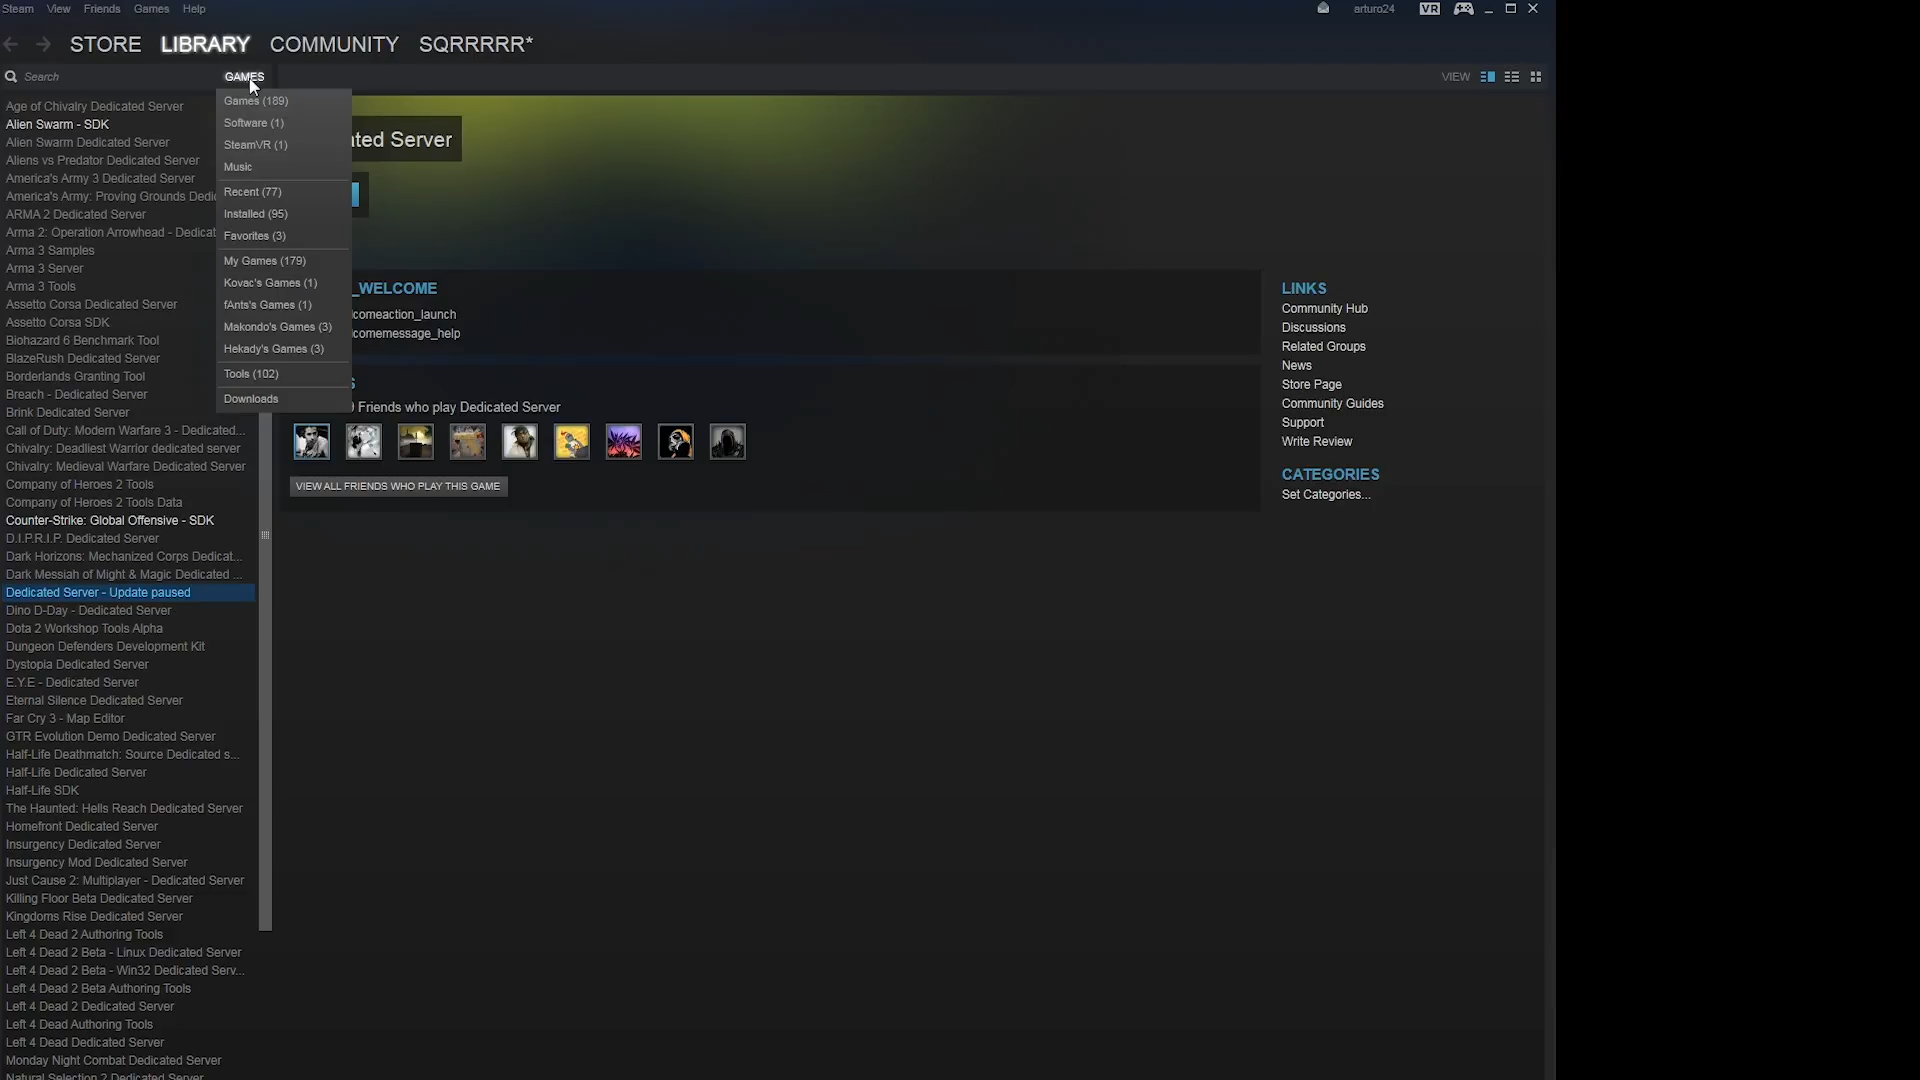 Steam View Friends Games Help
arturo24 VR
STORE LIBRARY COMMUNITY SQRRRRR*
Search GAMES VIEW
Age of Chivalry Dedicated Server
Alien Swarm - SDK
Alien Swarm Dedicated Server
Aliens vs Predator Dedicated Server
America's Army 3 Dedicated Server
America's Army: Proving Grounds Dedi
ARMA 2 Dedicated Server
Arma 2: Operation Arrowhead - Dedicat
Arma 3 Samples
Arma 3 Server
Arma 3 Tools
Assetto Corsa Dedicated Server
Assetto Corsa SDK
Biohazard 6 Benchmark Tool
BlazeRush Dedicated Server
Borderlands Granting Tool
Breach - Dedicated Server
Brink Dedicated Server
Call of Duty: Modern Warfare 3 - Dedicated...
Chivalry: Deadliest Warrior dedicated server
Chivalry: Medieval Warfare Dedicated Server
Company of Heroes 2 Tools
Company of Heroes 2 Tools Data
Counter-Strike: Global Offensive - SDK
D.I.P.R.I.P. Dedicated Server
Dark Horizons: Mechanized Corps Dedicat...
Dark Messiah of Might & Magic Dedicated ...
Dedicated Server - Update paused
Dino D-Day - Dedicated Server
Dota 2 Workshop Tools Alpha
Dungeon Defenders Development Kit
Dystopia Dedicated Server
E.Y.E - Dedicated Server
Eternal Silence Dedicated Server
Far Cry 3 - Map Editor
GTR Evolution Demo Dedicated Server
Half-Life Deathmatch: Source Dedicated s...
Half-Life Dedicated Server
Half-Life SDK
The Haunted: Hells Reach Dedicated Server
Homefront Dedicated Server
Insurgency Dedicated Server
Insurgency Mod Dedicated Server
Just Cause 2: Multiplayer - Dedicated Server
Killing Floor Beta Dedicated Server
Kingdoms Rise Dedicated Server
Left 4 Dead 2 Authoring Tools
Left 4 Dead 2 Beta - Linux Dedicated Server
Left 4 Dead 2 Beta - Win32 Dedicated Serv...
Left 4 Dead 2 Beta Authoring Tools
Left 4 Dead 2 Dedicated Server
Left 4 Dead Authoring Tools
Left 4 Dead Dedicated Server
Monday Night Combat Dedicated Server
Natural Selection 2 Dedicated Server
Games (189)
Software (1)
SteamVR (1)
Music
Recent (77)
Installed (95)
Favorites (3)
My Games (179)
Kovac's Games (1)
fAnts's Games (1)
Makondo's Games (3)
Hekady's Games (3)
Tools (102)
Downloads
ated Server
_WELCOME
comeaction_launch
comemessage_help
S
9 Friends who play Dedicated Server
VIEW ALL FRIENDS WHO PLAY THIS GAME
LINKS
Community Hub
Discussions
Related Groups
News
Store Page
Community Guides
Support
Write Review
CATEGORIES
Set Categories...